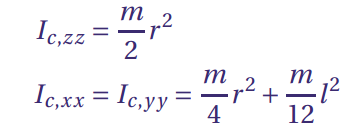 I_{c,zz} = \frac{m}{2} r^2
I_{c,xx} = I_{c,yy} = \frac{m}{4} r^2 + \frac{m}{12} l^2